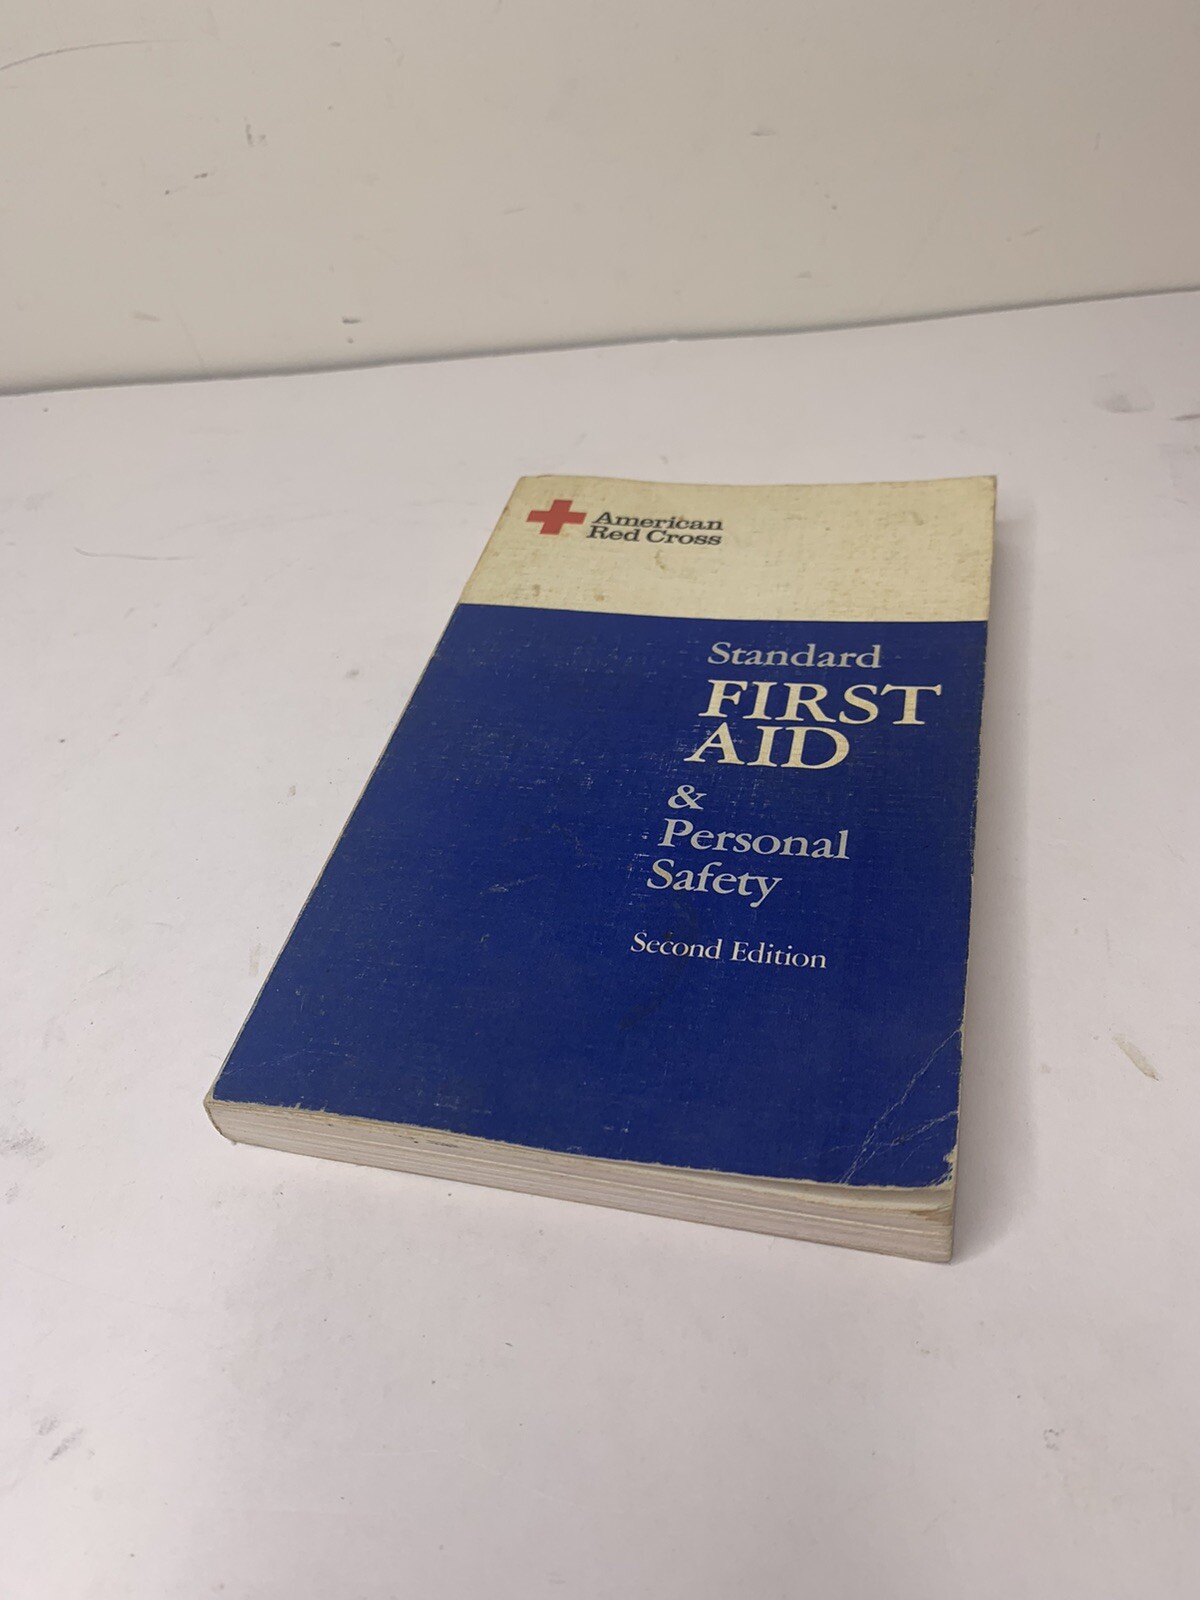 American
Red Cross
Standard
FIRST
AID
&
Personal
Safety
Second Edition